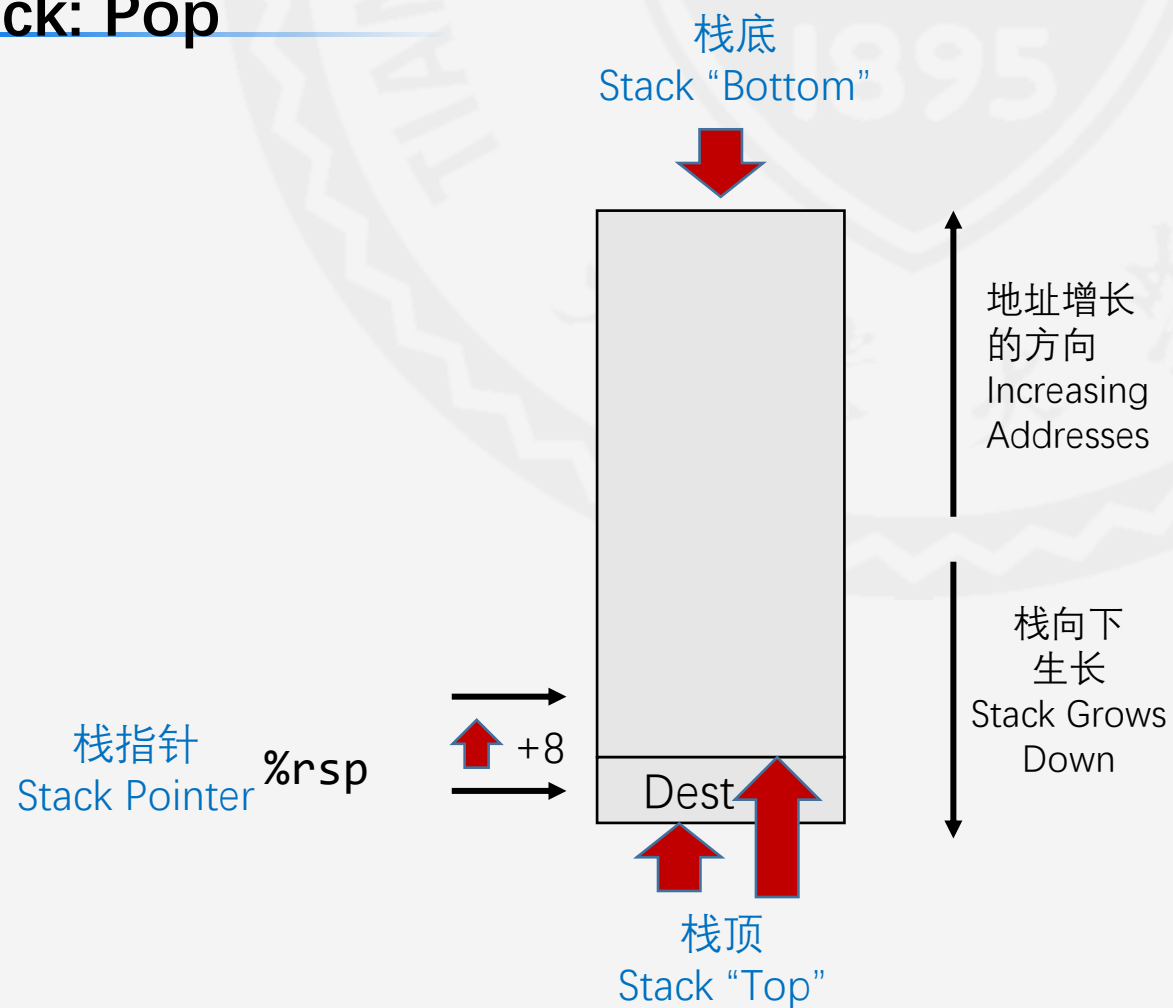 ck: Pop
栈底
Stack “Bottom”
1895
地址增长
的方向
Increasing
Addresses
栈向下
生长
Stack Grows
Down
栈指针
Stack Pointer
%rsp
+8
Dest
栈顶
Stack “Top”